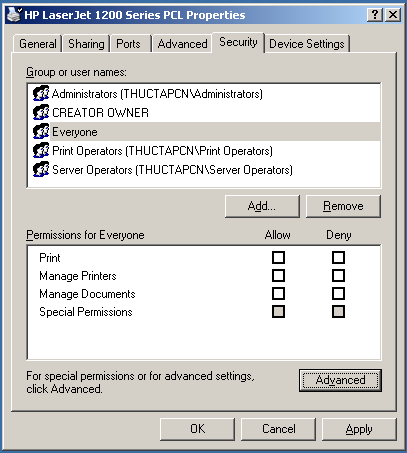 HP LaserJet 1200 Series PCL Properties
General Sharing Ports Advanced Security Device Settings
Group or user names:
Administrators (THUCTAPCN\Administrators)
CREATOR OWNER
Everyone
Print Operators (THUCTAPCN\Print Operators)
Server Operators (THUCTAPCN\Server Operators)
Add... Remove
Permissions for Everyone Allow Deny
Print
Manage Printers
Manage Documents
Special Permissions
For special permissions or for advanced settings,
click Advanced.
Advanced
OK Cancel Apply